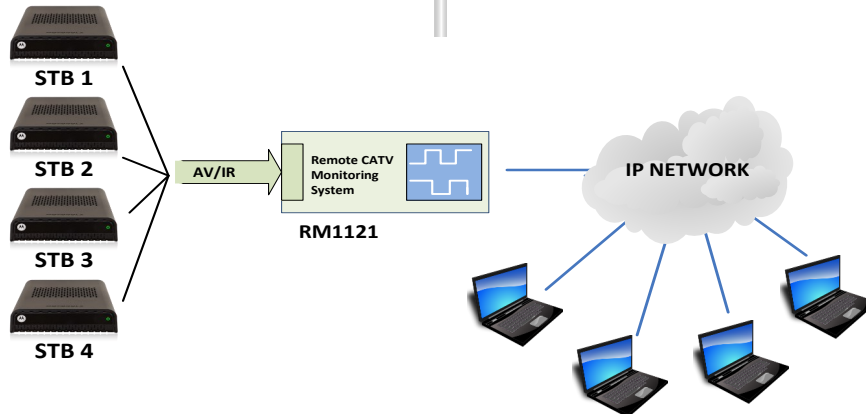 STB 1
STB 2
STB 3
STB 4
AV/IR
Remote CATV
Monitoring
System
RM1121
IP NETWORK